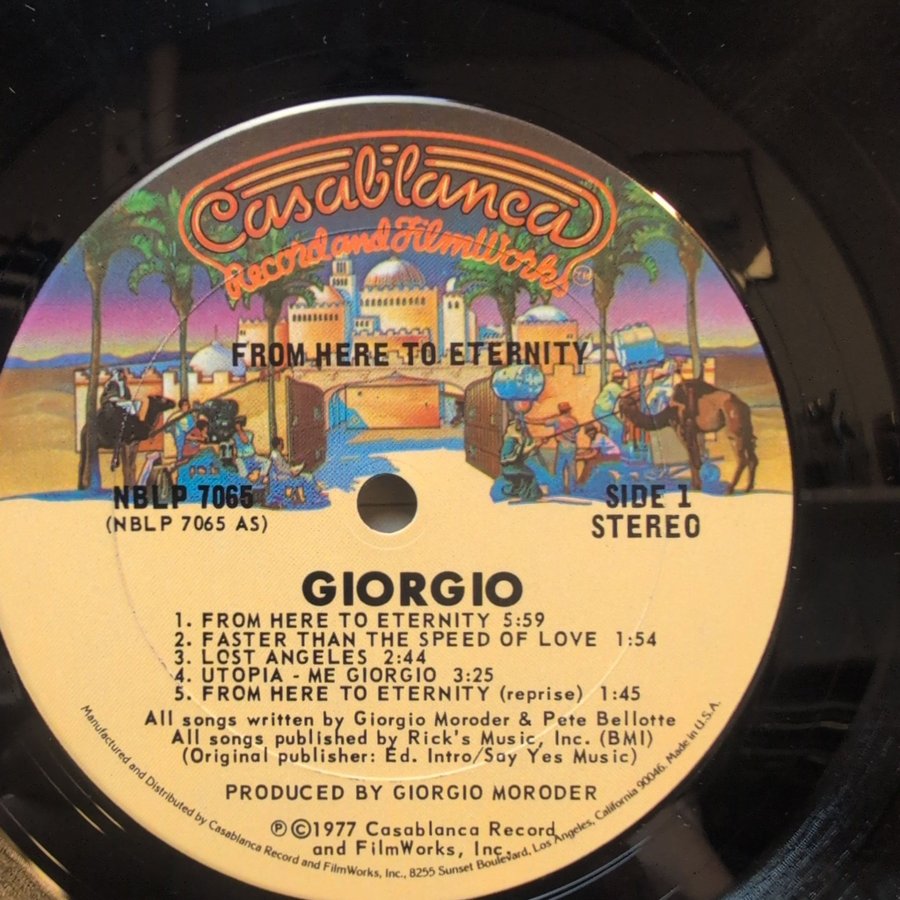 Casablanca
Record and FilmWorks TM
FROM HERE TO ETERNITY
NBLP 7065
(NBLP 7065 AS)
SIDE 1
STEREO
GIORGIO
1. FROM HERE TO ETERNITY 5:59
2. FASTER THAN THE SPEED OF LOVE 1:54
3. LOST ANGELES 2:44
4. UTOPIA - ME GIORGIO 3:25
5. FROM HERE TO ETERNITY (reprise) 1:45
All songs written by Giorgio Moroder & Pete Bellotte
All songs published by Rick's Music, Inc. (BMI)
(Original publisher: Ed. Intro/Say Yes Music)
PRODUCED BY GIORGIO MORODER
℗©1977 Casablanca Record
and FilmWorks, Inc.
Manufactured and Distributed by Casablanca Record and FilmWorks, Inc., 8255 Sunset Boulevard, Los Angeles, California 90046. Made in U.S.A.